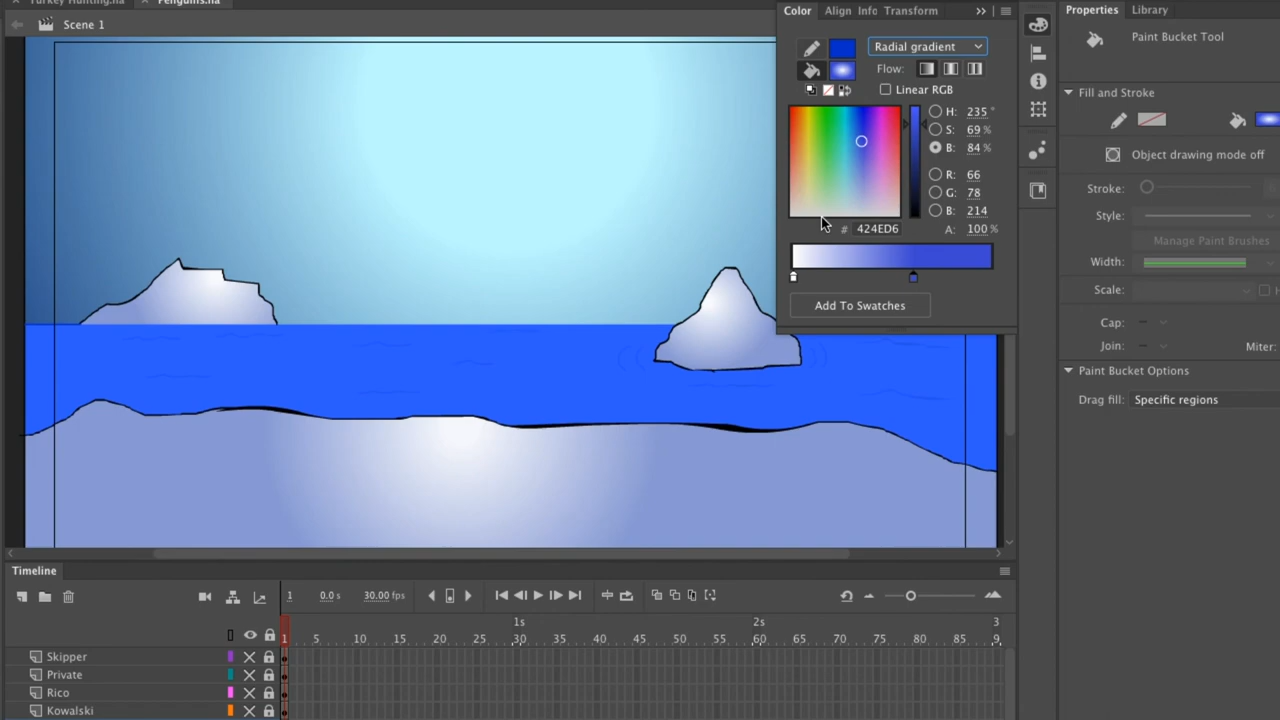 Turkey Hunting.fla
Penguins.fla
Scene 1
Color Align Info Transform
Radial gradient
Flow:
Linear RGB
H: 235 °
S: 69 %
B: 84 %
R: 66
G: 78
B: 214
# 424ED6 A: 100 %
Add To Swatches
Properties Library
Paint Bucket Tool
Fill and Stroke
Object drawing mode off
Stroke:
Style:
Manage Paint Brushes
Width:
Scale:
Cap:
Join: Miter:
Paint Bucket Options
Drag fill: Specific regions
Timeline
1 0.0 s 30.00 fps
1s 2s 3
1 5 10 15 20 25 30 35 40 45 50 55 60 65 70 75 80 85 9
Skipper
Private
Rico
Kowalski